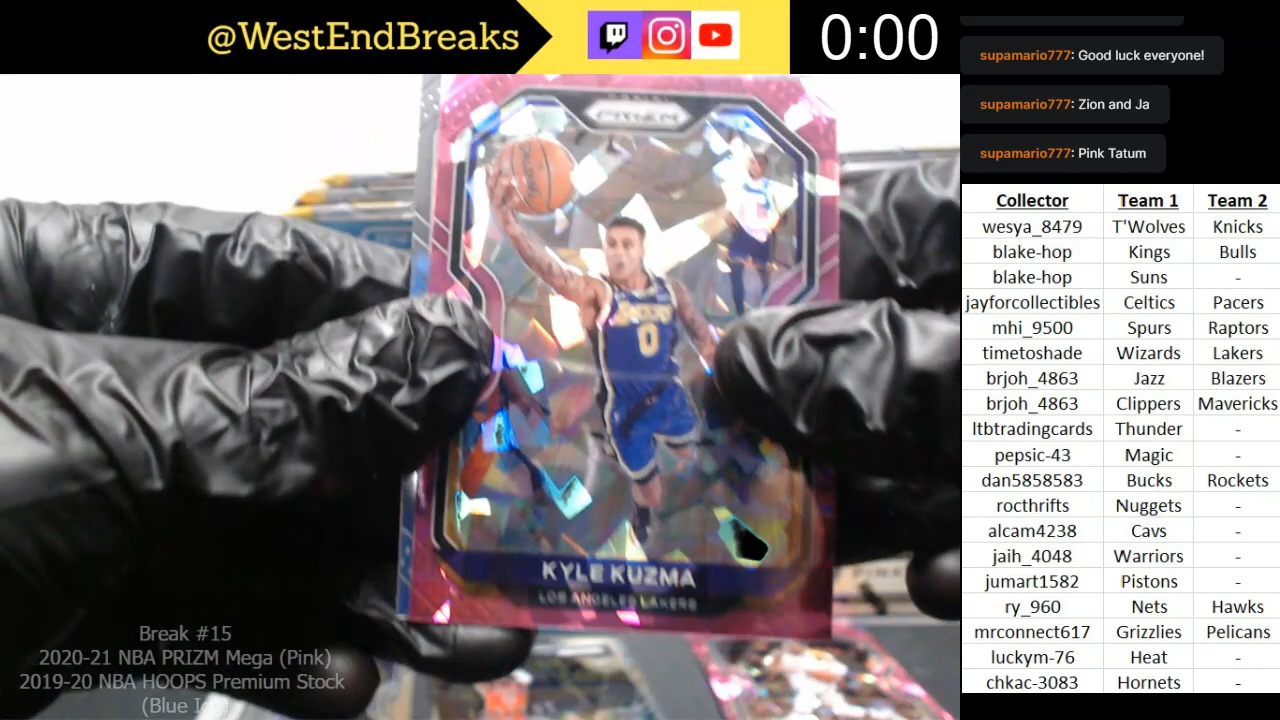 @WestEndBreaks
0:00
supamario777: Good luck everyone!
supamario777: Zion and Ja
supamario777: Pink Tatum
PRIZM
LAKERS
0
KYLE KUZMA
LOS ANGELES LAKERS
Break #15
2020-21 NBA PRIZM Mega (Pink)
2019-20 NBA HOOPS Premium Stock
(Blue Ice)
Collector Team 1 Team 2
wesya_8479 T'Wolves Knicks
blake-hop Kings Bulls
blake-hop Suns -
jayforcollectibles Celtics Pacers
mhi_9500 Spurs Raptors
timetoshade Wizards Lakers
brjoh_4863 Jazz Blazers
brjoh_4863 Clippers Mavericks
ltbtradingcards Thunder -
pepsic-43 Magic -
dan5858583 Bucks Rockets
rocthrifts Nuggets -
alcam4238 Cavs -
jaih_4048 Warriors -
jumart1582 Pistons -
ry_960 Nets Hawks
mrconnect617 Grizzlies Pelicans
luckym-76 Heat -
chkac-3083 Hornets -